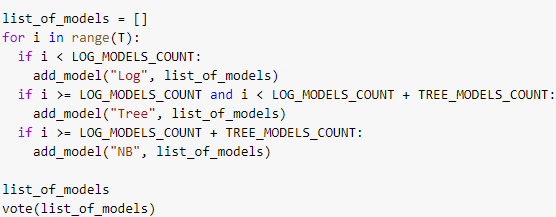 list_of_models = []
for i in range(T):
  if i < LOG_MODELS_COUNT:
    add_model("Log", list_of_models)
  if i >= LOG_MODELS_COUNT and i < LOG_MODELS_COUNT + TREE_MODELS_COUNT:
    add_model("Tree", list_of_models)
  if i >= LOG_MODELS_COUNT + TREE_MODELS_COUNT:
    add_model("NB", list_of_models)

list_of_models
vote(list_of_models)